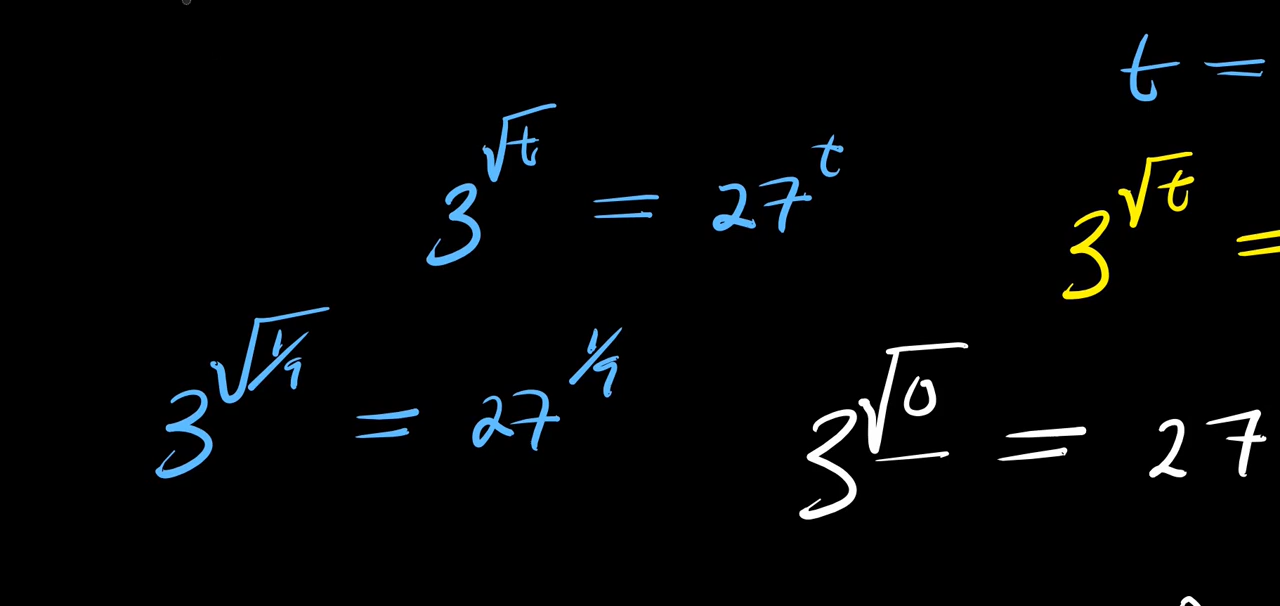 t =
3^√t = 27^t
3^√t =
3^√(1/9) = 27^(1/9)
3^√0 = 27